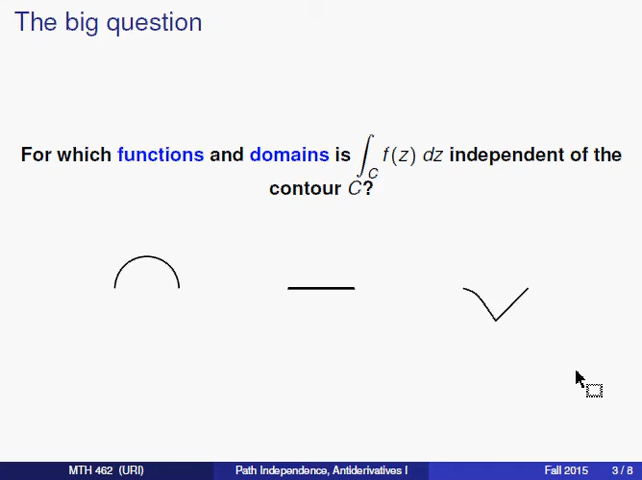 The big question
For which functions and domains is ∫_C f(z) dz independent of the
contour C?
MTH 462 (URI) Path Independence, Antiderivatives I Fall 2015 3 / 8